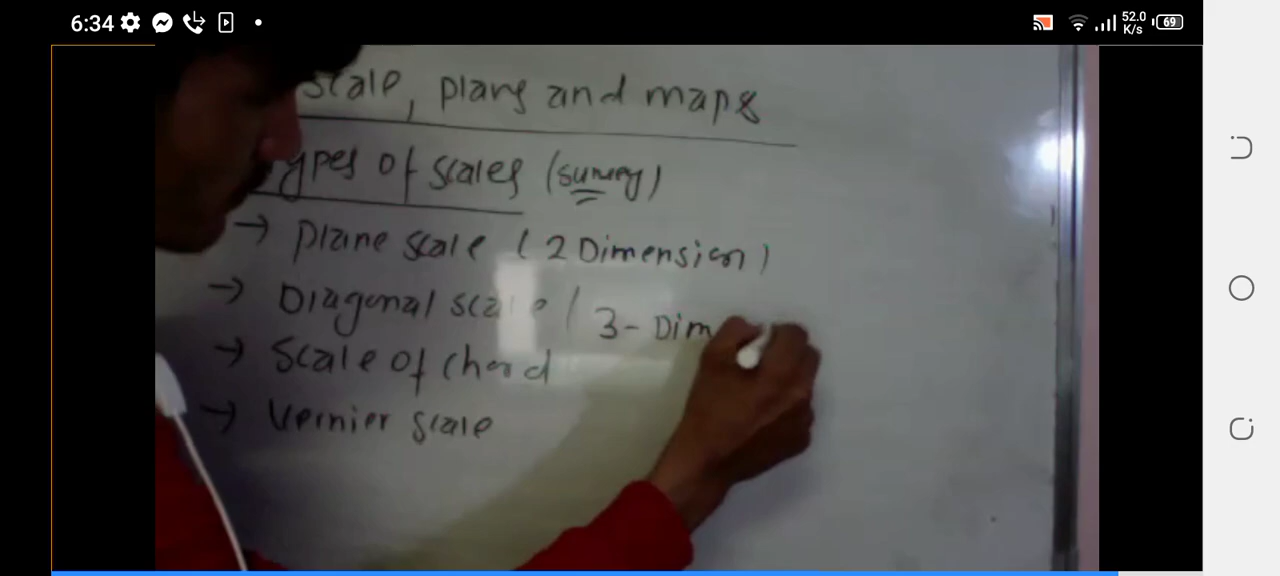 6:34
52.0 K/s 69
Scale, plans and maps
Types of scales (survey)
→ Plane scale ( 2 Dimension)
→ Diagonal scale ( 3- Dim
→ Scale of chord
→ Vernier scale